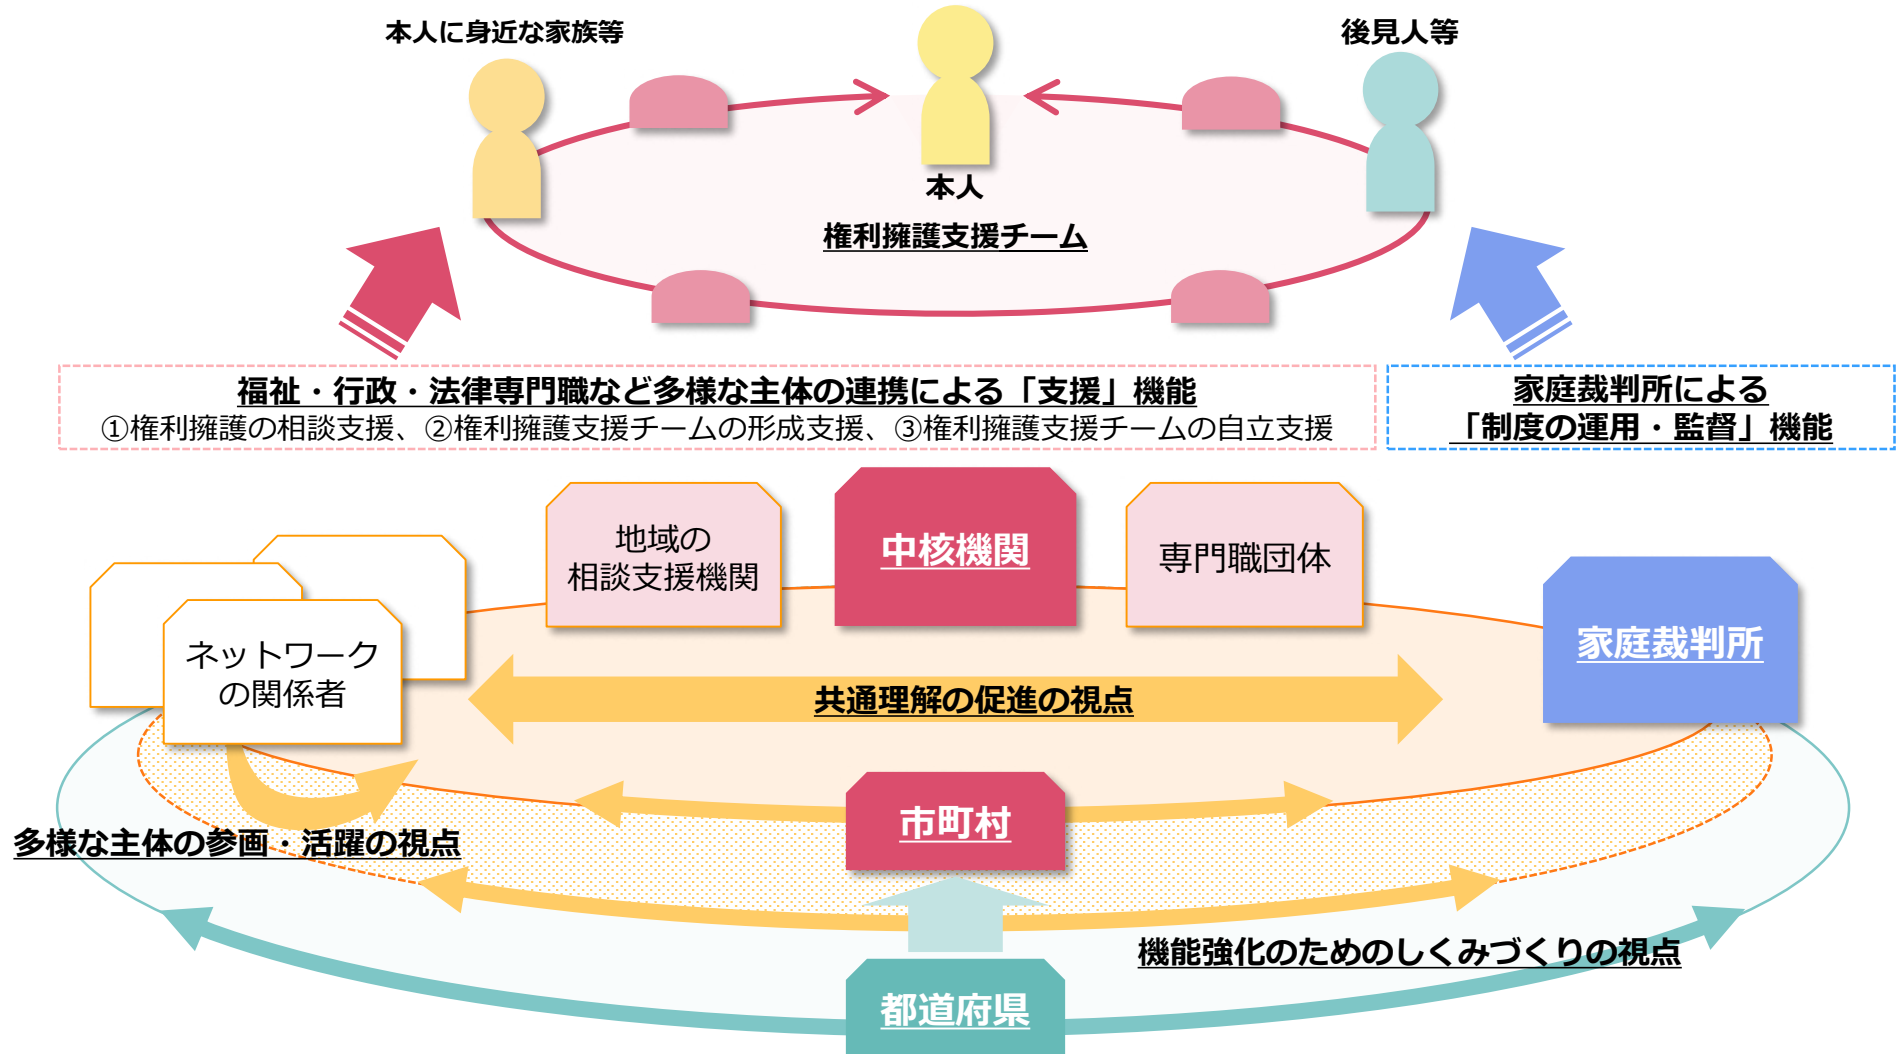 本人に身近な家族等
後見人等
本人
権利擁護支援チーム
福祉・行政・法律専門職など多様な主体の連携による「支援」機能
①権利擁護の相談支援、②権利擁護支援チームの形成支援、③権利擁護支援チームの自立支援
家庭裁判所による
「制度の運用・監督」機能
地域の
相談支援機関
中核機関
専門職団体
家庭裁判所
ネットワーク
の関係者
共通理解の促進の視点
市町村
多様な主体の参画・活躍の視点
機能強化のためのしくみづくりの視点
都道府県